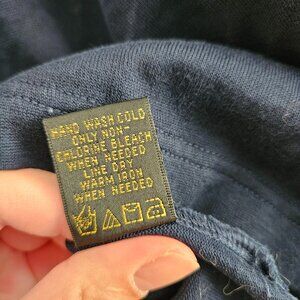 HAND WASH COLD
ONLY NON-
CHLORINE BLEACH
WHEN NEEDED
LINE DRY
WARM IRON
WHEN NEEDED